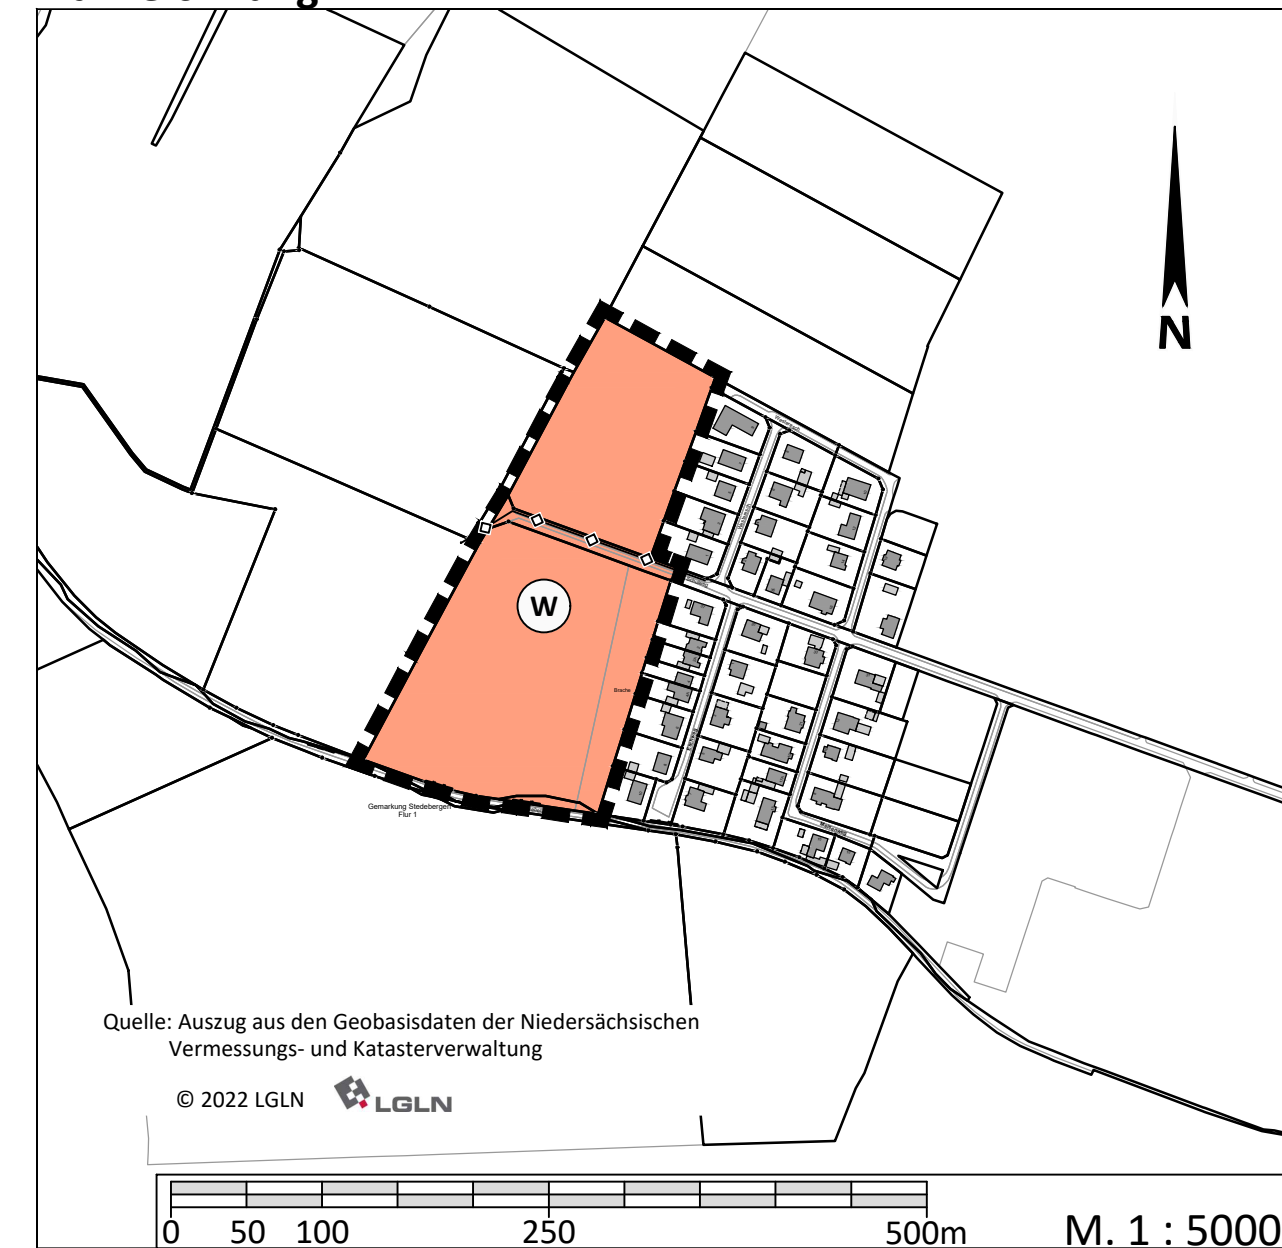 N
W
Brache
Gemarkung Stedebergen
Flur 1
Quelle: Auszug aus den Geobasisdaten der Niedersächsischen
Vermessungs- und Katasterverwaltung
© 2022 LGLN
LGLN
0 50 100 250 500m
M. 1 : 5000